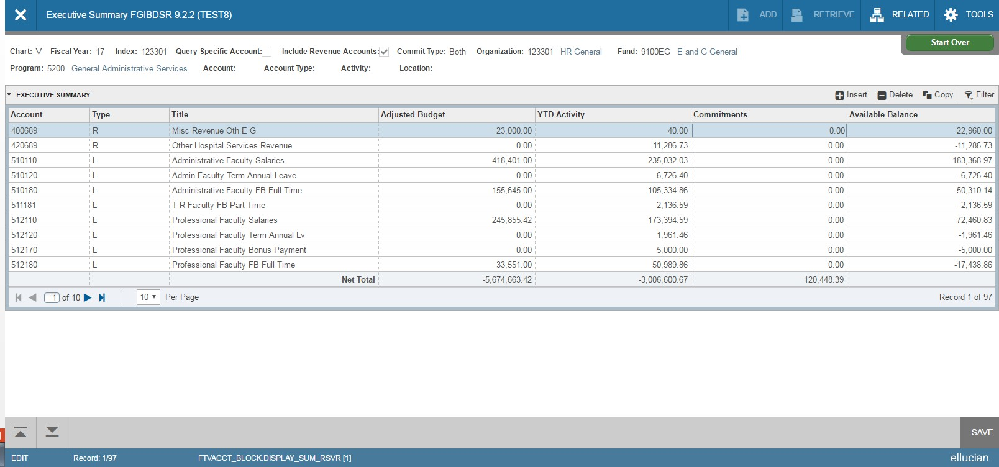 Executive Summary FGIBDSR 9.2.2 (TEST8) ADD RETRIEVE RELATED TOOLS
Start Over
Chart: V Fiscal Year: 17 Index: 123301 Query Specific Account: Include Revenue Accounts: Commit Type: Both Organization: 123301 HR General Fund: 9100EG E and G General
Program: 5200 General Administrative Services Account: Account Type: Activity: Location:
EXECUTIVE SUMMARY Insert Delete Copy Filter
Account Type Title Adjusted Budget YTD Activity Commitments Available Balance
400689 R Misc Revenue Oth E G 23,000.00 40.00 0.00 22,960.00
420689 R Other Hospital Services Revenue 0.00 11,286.73 0.00 -11,286.73
510110 L Administrative Faculty Salaries 418,401.00 235,032.03 0.00 183,368.97
510120 L Admin Faculty Term Annual Leave 0.00 6,726.40 0.00 -6,726.40
510180 L Administrative Faculty FB Full Time 155,645.00 105,334.86 0.00 50,310.14
511181 L T R Faculty FB Part Time 0.00 2,136.59 0.00 -2,136.59
512110 L Professional Faculty Salaries 245,855.42 173,394.59 0.00 72,460.83
512120 L Professional Faculty Term Annual Lv 0.00 1,961.46 0.00 -1,961.46
512170 L Professional Faculty Bonus Payment 0.00 5,000.00 0.00 -5,000.00
512180 L Professional Faculty FB Full Time 33,551.00 50,989.86 0.00 -17,438.86
Net Total -5,674,663.42 -3,006,600.67 120,448.39
1 of 10 10 Per Page Record 1 of 97
SAVE
EDIT Record: 1/97 FTVACCT_BLOCK.DISPLAY_SUM_RSVR [1] ellucian